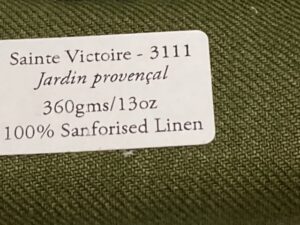 Sainte Victoire - 3111
Jardin provençal
360gms/13oz
100% Sanforised Linen